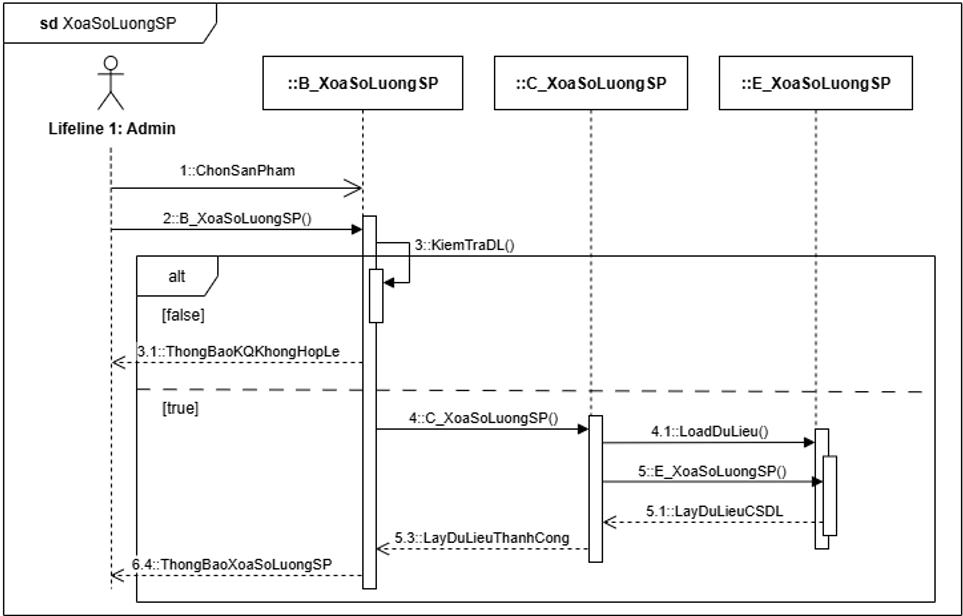 sd XoaSoLuongSP
::B_XoaSoLuongSP
::C_XoaSoLuongSP
::E_XoaSoLuongSP
Lifeline 1: Admin
1::ChonSanPham
2::B_XoaSoLuongSP()
3::KiemTraDL()
alt
[false]
3.1::ThongBaoKQKhongHopLe
[true]
4::C_XoaSoLuongSP()
4.1::LoadDuLieu()
5::E_XoaSoLuongSP()
5.1::LayDuLieuCSDL
5.3::LayDuLieuThanhCong
6.4::ThongBaoXoaSoLuongSP